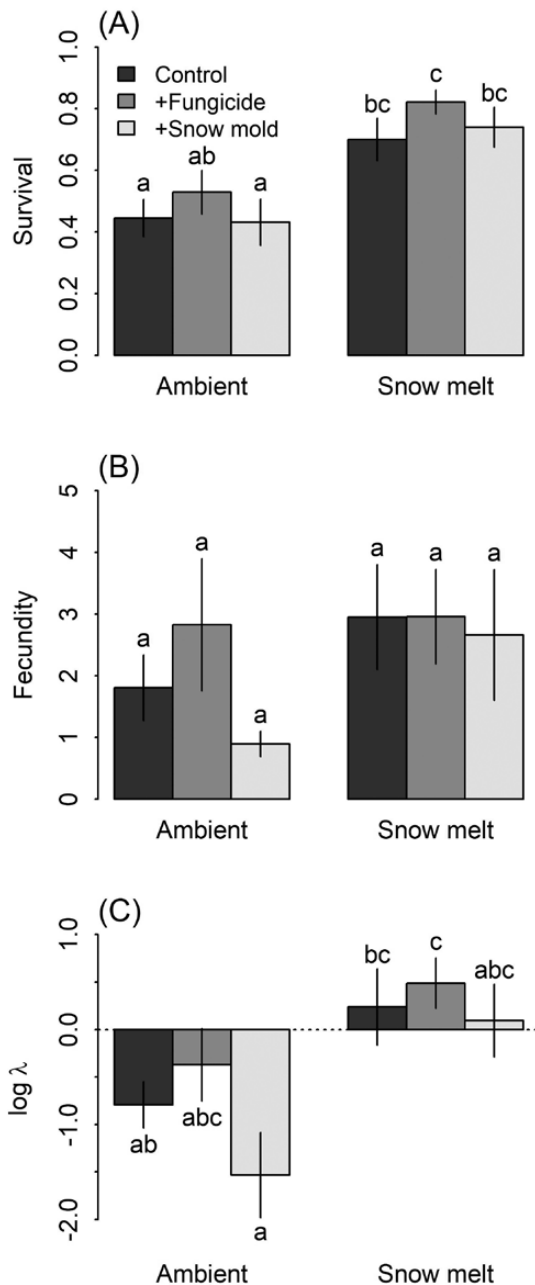 (A)
Survival
0.0 0.2 0.4 0.6 0.8 1.0
Control
+Fungicide
+Snow mold
a ab a
bc c bc
Ambient Snow melt
(B)
Fecundity
0 1 2 3 4 5
a a a
a a a
Ambient Snow melt
(C)
log λ
-2.0 -1.0 0.0 1.0
ab abc a
bc c abc
Ambient Snow melt